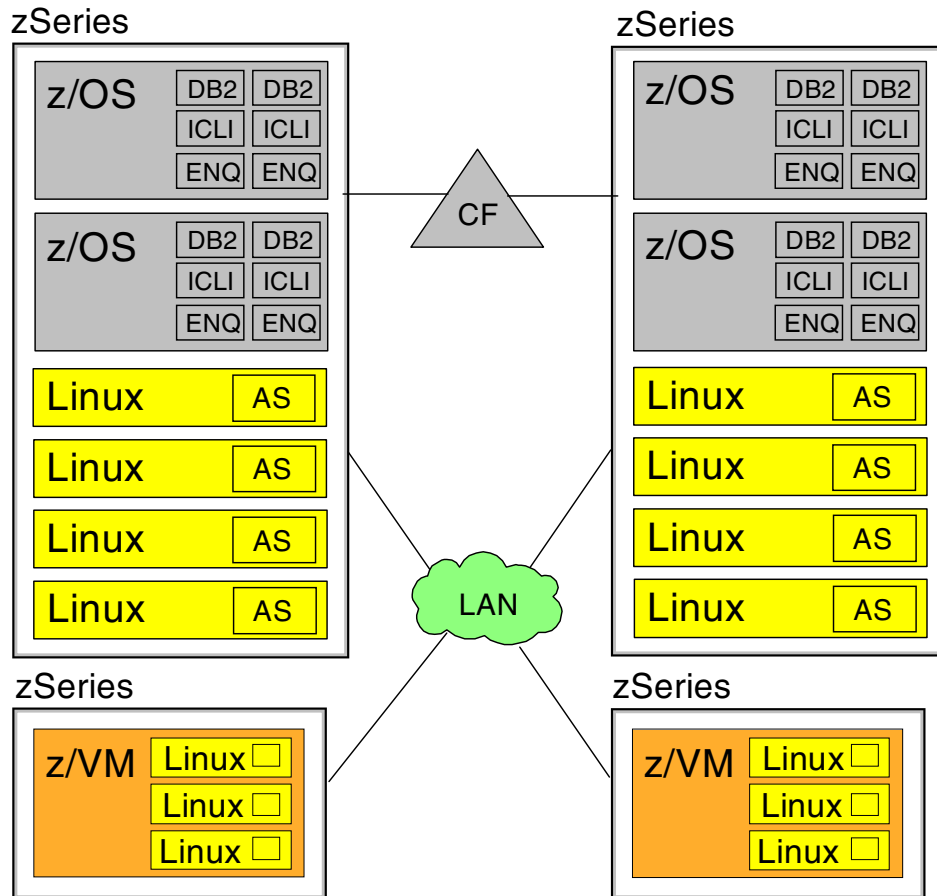 zSeries
z/OS
DB2 DB2
ICLI ICLI
ENQ ENQ
z/OS
DB2 DB2
ICLI ICLI
ENQ ENQ
Linux AS
Linux AS
Linux AS
Linux AS
zSeries
z/OS
DB2 DB2
ICLI ICLI
ENQ ENQ
z/OS
DB2 DB2
ICLI ICLI
ENQ ENQ
Linux AS
Linux AS
Linux AS
Linux AS
CF
LAN
zSeries
z/VM
Linux
Linux
Linux
zSeries
z/VM
Linux
Linux
Linux